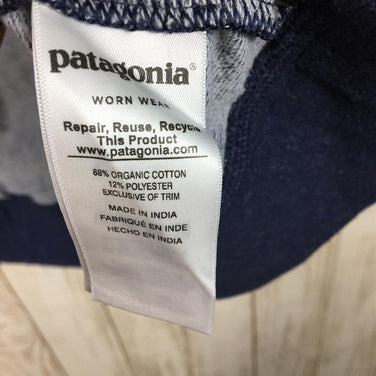 patagonia®
WORN WEAR
Repair, Reuse, Recycle
This Product
www.patagonia.com
88% ORGANIC COTTON
12% POLYESTER
EXCLUSIVE OF TRIM
MADE IN INDIA
FABRIQUÉ EN INDE
HECHO EN INDIA